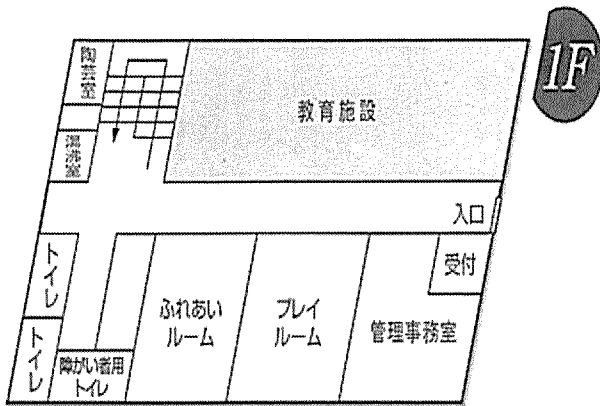 1F
陶芸室
教育施設
湯沸室
入口
受付
トイレ
ふれあい
ルーム
プレイ
ルーム
管理事務室
トイレ
障がい者用
トイレ